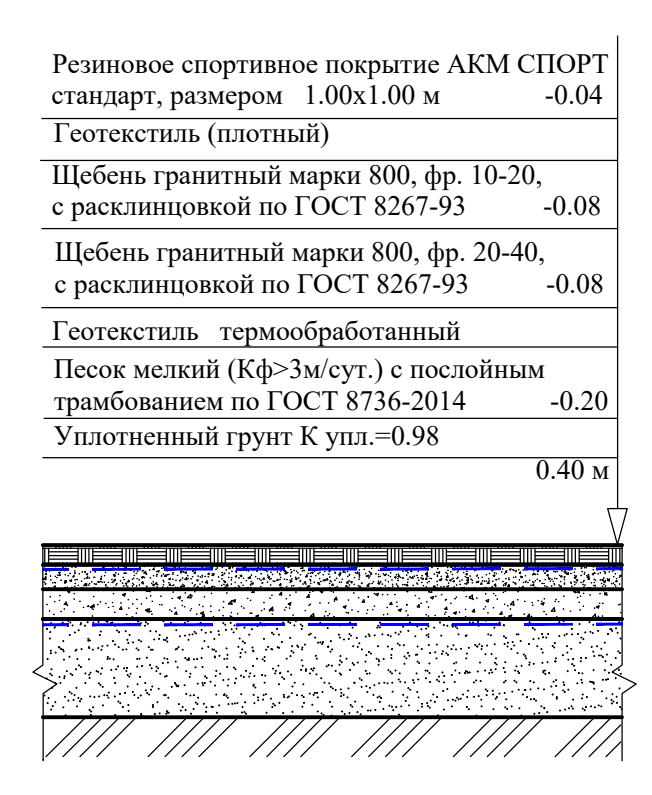 Резиновое спортивное покрытие АКМ СПОРТ
стандарт, размером 1.00х1.00 м -0.04
Геотекстиль (плотный)
Щебень гранитный марки 800, фр. 10-20,
с расклинцовкой по ГОСТ 8267-93 -0.08
Щебень гранитный марки 800, фр. 20-40,
с расклинцовкой по ГОСТ 8267-93 -0.08
Геотекстиль термообработанный
Песок мелкий (Кф>3м/сут.) с послойным
трамбованием по ГОСТ 8736-2014 -0.20
Уплотненный грунт К упл.=0.98
0.40 м